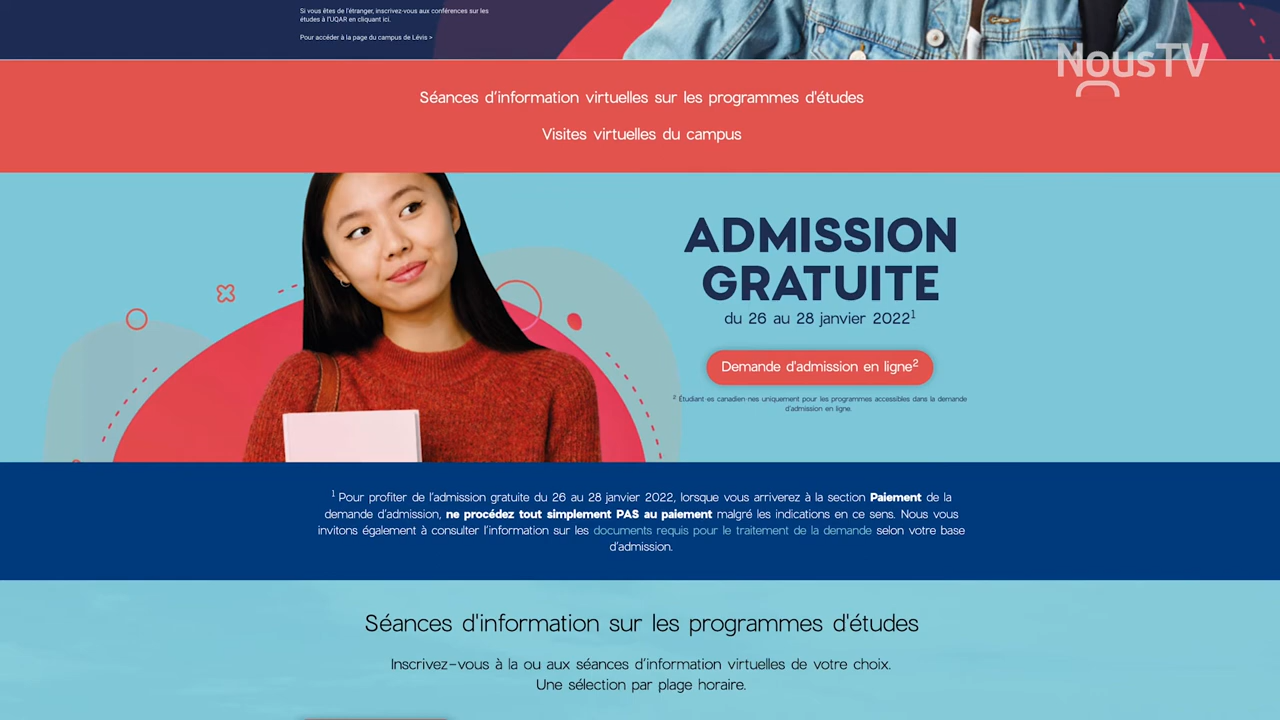 Si vous êtes de l'étranger, inscrivez-vous aux conférences sur les
études à l'UQAR en cliquant ici.
Pour accéder à la page du campus de Lévis >
NousTV
Séances d'information virtuelles sur les programmes d'études
Visites virtuelles du campus
ADMISSION
GRATUITE
du 26 au 28 janvier 2022¹
Demande d'admission en ligne²
² Étudiant·es canadien·nes uniquement pour les programmes accessibles dans la demande
d'admission en ligne.
¹ Pour profiter de l'admission gratuite du 26 au 28 janvier 2022, lorsque vous arriverez à la section Paiement de la
demande d'admission, ne procédez tout simplement PAS au paiement malgré les indications en ce sens. Nous vous
invitons également à consulter l'information sur les documents requis pour le traitement de la demande selon votre base
d'admission.
Séances d'information sur les programmes d'études
Inscrivez-vous à la ou aux séances d'information virtuelles de votre choix.
Une sélection par plage horaire.